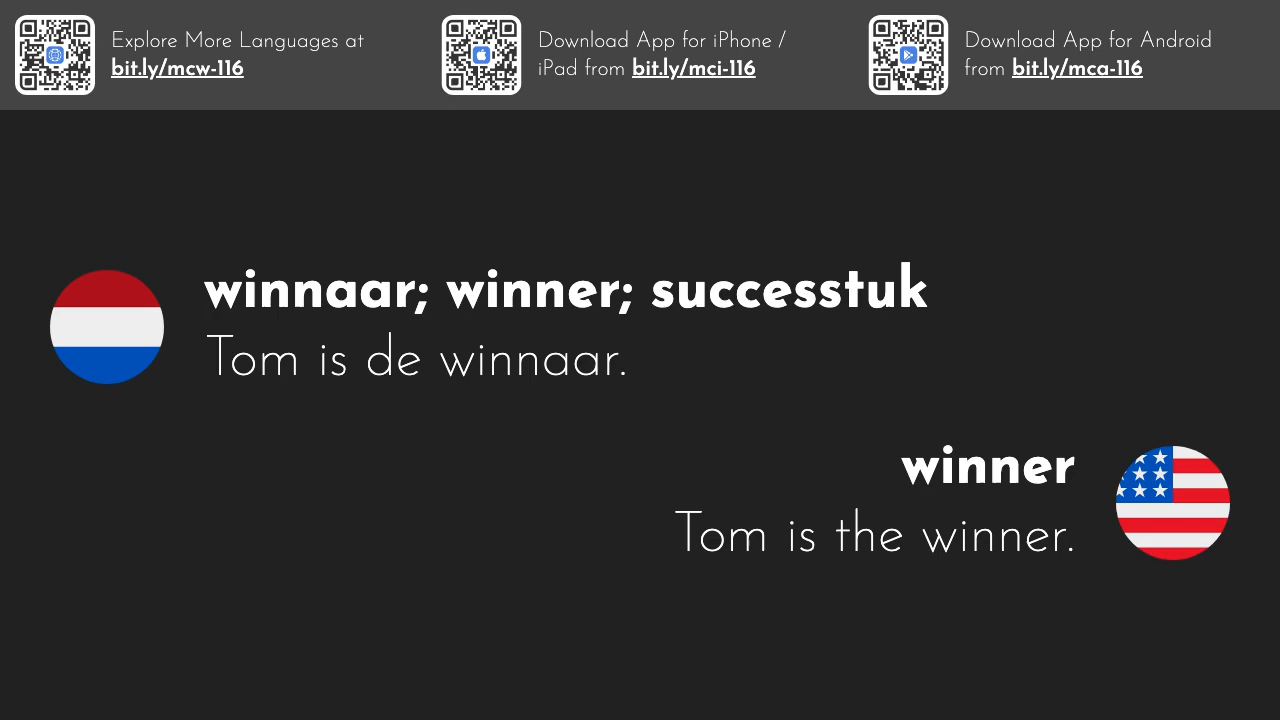 Explore More Languages at
bit.ly/mcw-116
Download App for iPhone /
iPad from bit.ly/mci-116
Download App for Android
from bit.ly/mca-116
winnaar; winner; successtuk
Tom is de winnaar.
winner
Tom is the winner.